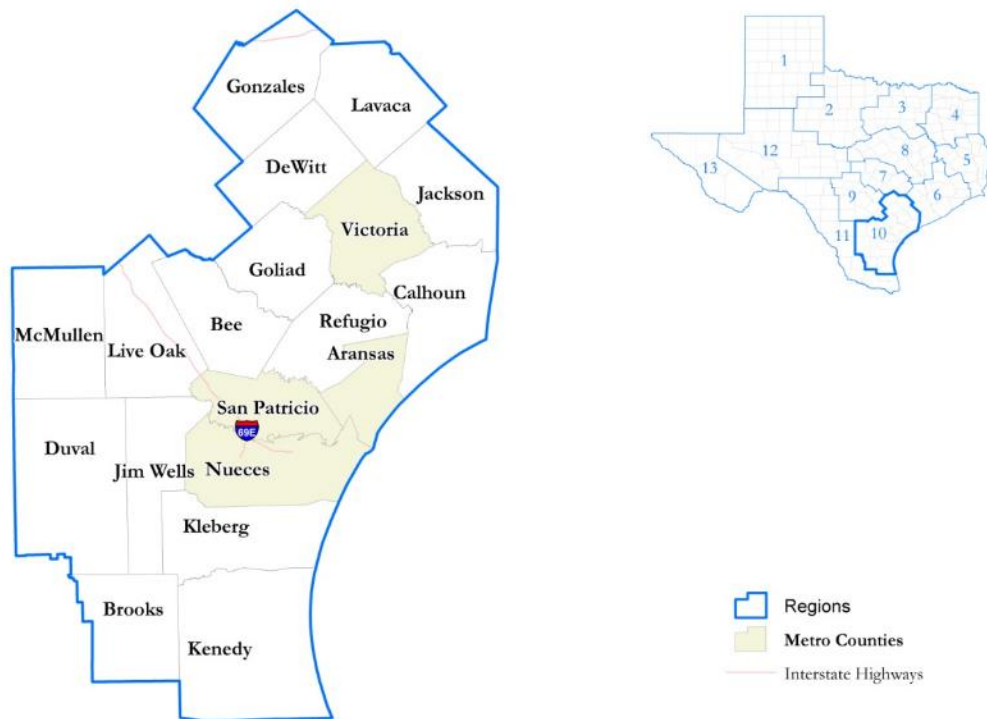 Gonzales
Lavaca
DeWitt
Jackson
Victoria
Goliad
Calhoun
Bee
Refugio
McMullen
Live Oak
Aransas
San Patricio
69E
Duval
Jim Wells
Nueces
Kleberg
Brooks
Kenedy
1
2
3
4
12
8
5
13
7
9
6
11
10
Regions
Metro Counties
Interstate Highways